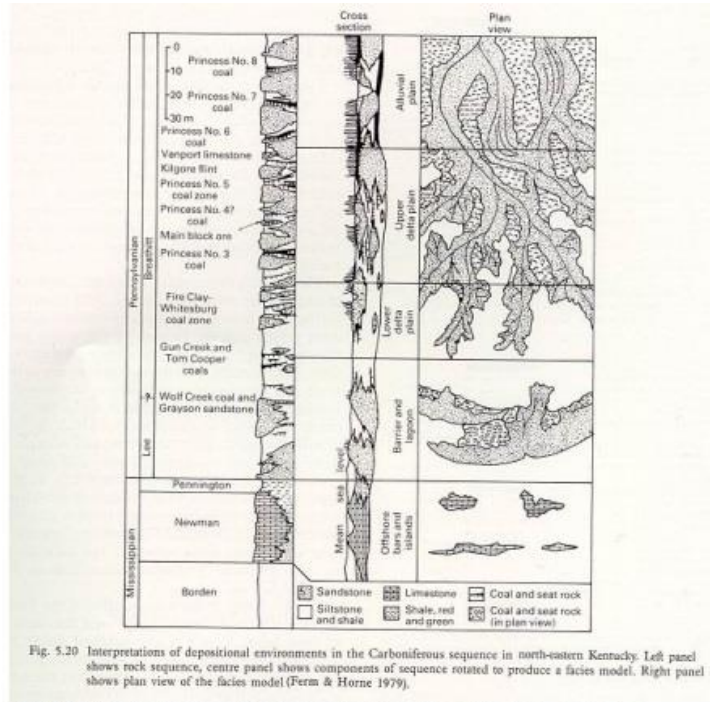 Cross
section
Plan
view
0
10
20
30 m
Princess No. 8
coal
Princess No. 7
coal
Princess No. 6
coal
Vanport limestone
Kilgore flint
Princess No. 5
coal zone
Princess No. 4?
coal
Main block ore
Princess No. 3
coal
Fire Clay-
Whitesburg
coal zone
Gun Creek and
Tom Cooper
coals
Wolf Creek coal and
Grayson sandstone
Pennington
Newman
Borden
Pennsylvanian
Breathitt
-?-
Lee
Mississippian
Mean sea level
Alluvial
plain
Upper
delta plain
Lower
delta
plain
Barrier and
lagoon
Offshore
bars and
islands
Sandstone
Limestone
Coal and seat rock
Siltstone
and shale
Shale, red
and green
Coal and seat rock
(in plan view)
Fig. 5.20 Interpretations of depositional environments in the Carboniferous sequence in north-eastern Kentucky. Left panel
shows rock sequence, centre panel shows components of sequence rotated to produce a facies model. Right panel
shows plan view of the facies model (Ferm & Horne 1979).